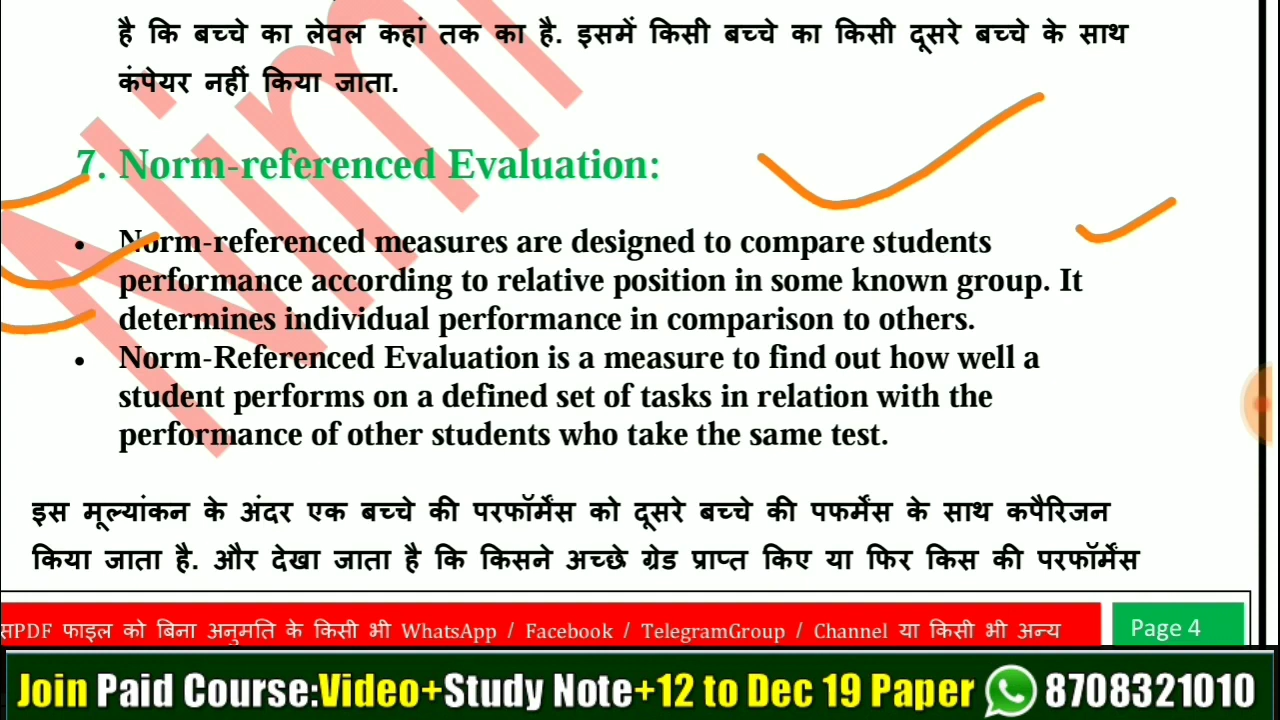 है कि बच्चे का लेवल कहां तक का है. इसमें किसी बच्चे का किसी दूसरे बच्चे के साथ
कंपेयर नहीं किया जाता.
7. Norm-referenced Evaluation:
• Norm-referenced measures are designed to compare students
performance according to relative position in some known group. It
determines individual performance in comparison to others.
• Norm-Referenced Evaluation is a measure to find out how well a
student performs on a defined set of tasks in relation with the
performance of other students who take the same test.
इस मूल्यांकन के अंदर एक बच्चे की परफॉर्मेंस को दूसरे बच्चे की पफर्मेंस के साथ कपैरिजन
किया जाता है. और देखा जाता है कि किसने अच्छे ग्रेड प्राप्त किए या फिर किस की परफॉर्मेंस
PDF फाइल को बिना अनुमति के किसी भी WhatsApp / Facebook / TelegramGroup / Channel या किसी भी अन्य
Page 4
Join Paid Course:Video+Study Note+12 to Dec 19 Paper 8708321010